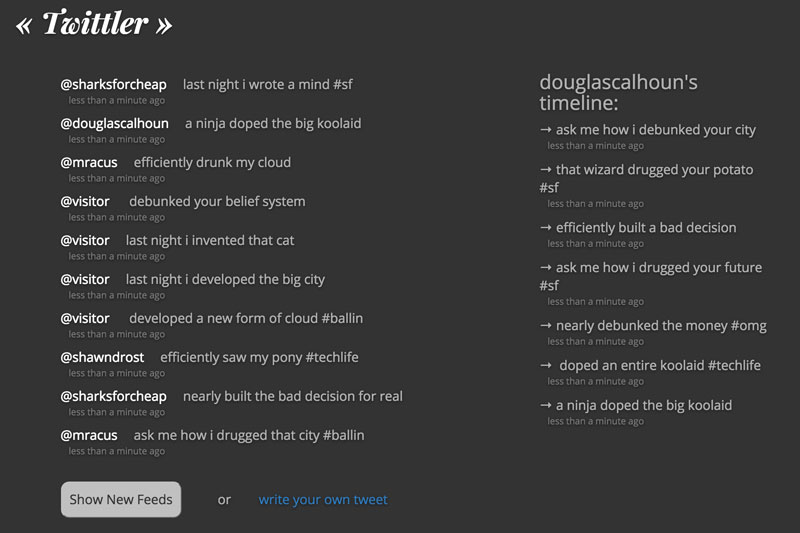 « Twittler »
@sharksforcheap last night i wrote a mind #sf
less than a minute ago
@douglascalhoun a ninja doped the big koolaid
less than a minute ago
@mracus efficiently drunk my cloud
less than a minute ago
@visitor debunked your belief system
less than a minute ago
@visitor last night i invented that cat
less than a minute ago
@visitor last night i developed the big city
less than a minute ago
@visitor developed a new form of cloud #ballin
less than a minute ago
@shawndrost efficiently saw my pony #techlife
less than a minute ago
@sharksforcheap nearly built the bad decision for real
less than a minute ago
@mracus ask me how i drugged that city #ballin
less than a minute ago
Show New Feeds or write your own tweet
douglascalhoun's
timeline:
→ ask me how i debunked your city
less than a minute ago
→ that wizard drugged your potato
#sf
less than a minute ago
→ efficiently built a bad decision
less than a minute ago
→ ask me how i drugged your future
#sf
less than a minute ago
→ nearly debunked the money #omg
less than a minute ago
→ doped an entire koolaid #techlife
less than a minute ago
→ a ninja doped the big koolaid
less than a minute ago